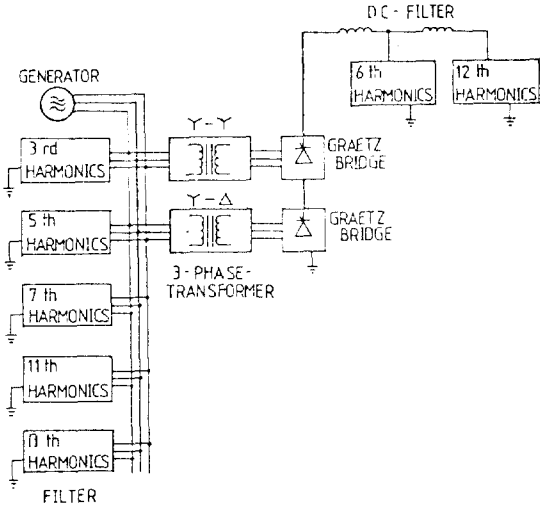 DC-FILTER
6 th
HARMONICS
12 th
HARMONICS
GENERATOR
3 rd
HARMONICS
Y-Y
GRAETZ
BRIDGE
5 th
HARMONICS
Y-Δ
GRAETZ
BRIDGE
3-PHASE-
TRANSFORMER
7 th
HARMONICS
11 th
HARMONICS
th
HARMONICS
FILTER